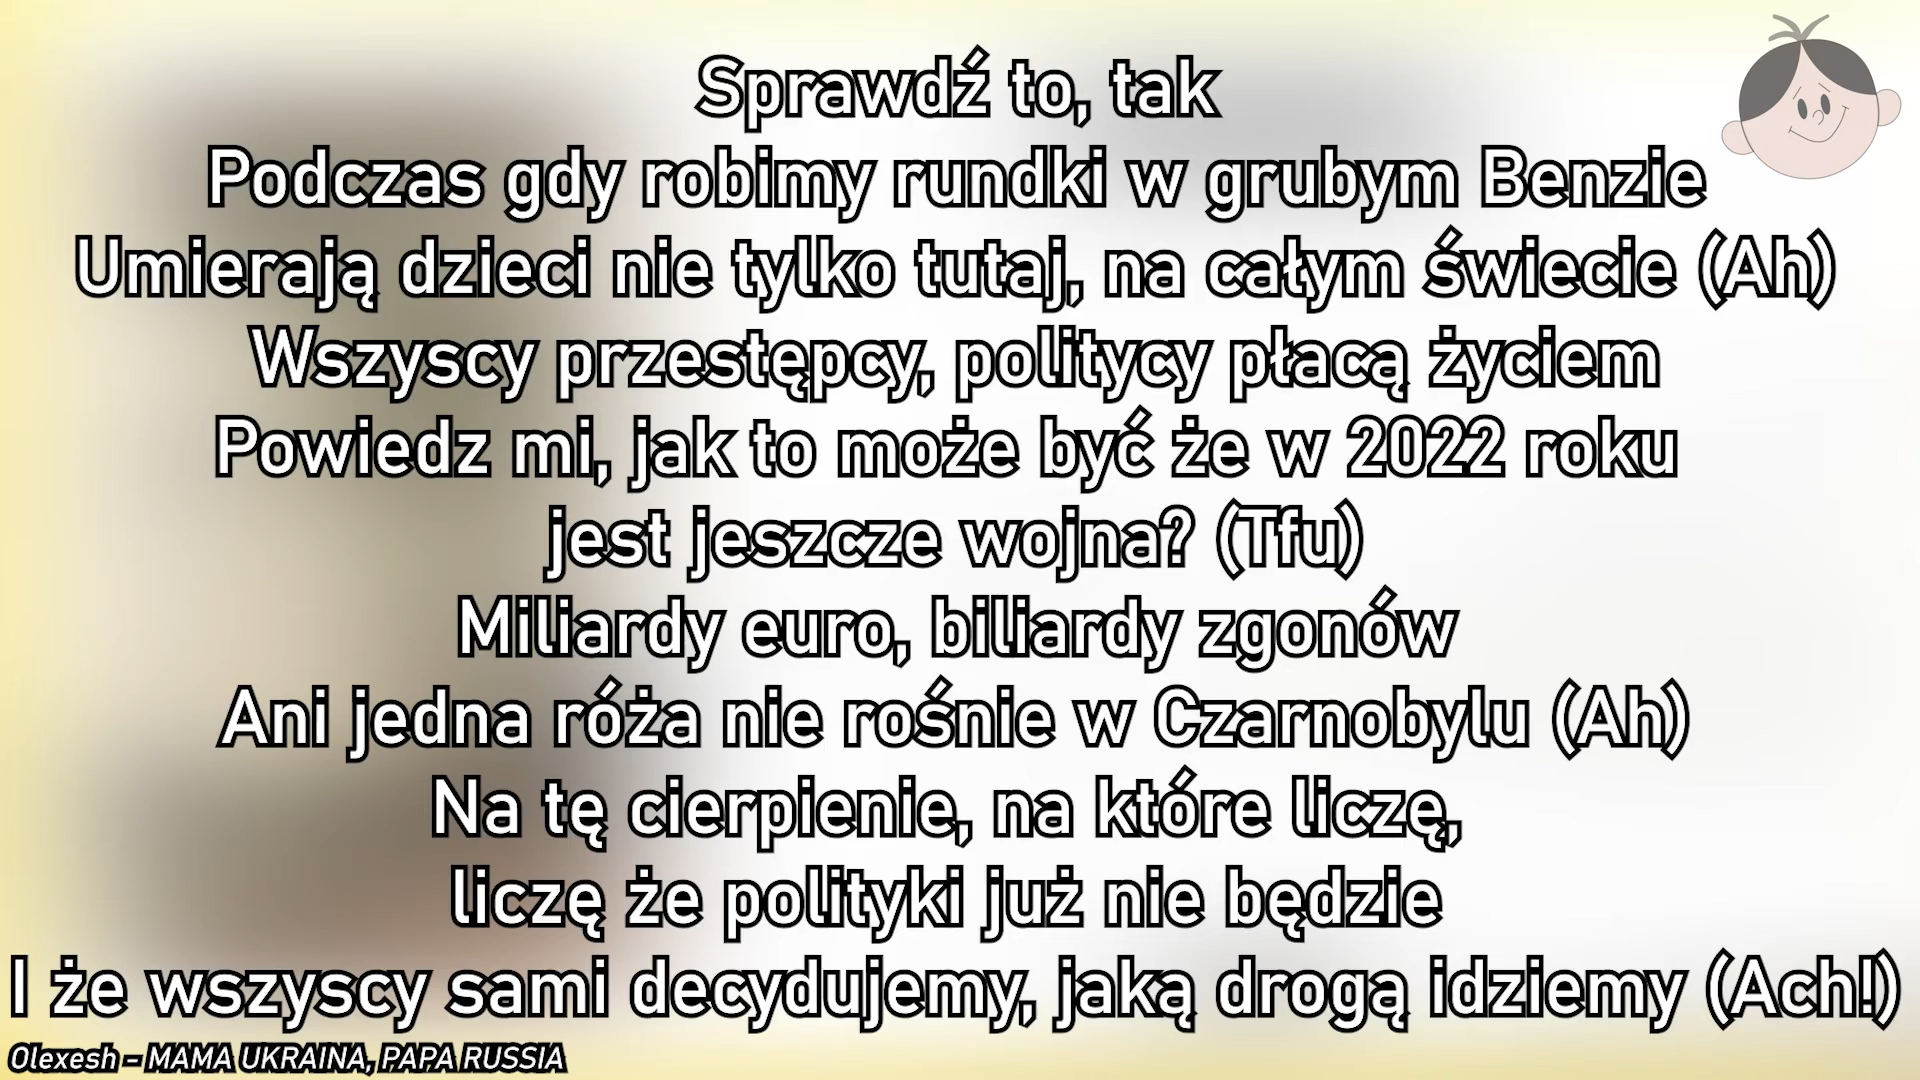 Sprawdź to, tak
Podczas gdy robimy rundki w grubym Benzie
Umierają dzieci nie tylko tutaj, na całym świecie (Ah)
Wszyscy przestępcy, politycy płacą życiem
Powiedz mi, jak to może być że w 2022 roku
jest jeszcze wojna? (Tfu)
Miliardy euro, biliardy zgonów
Ani jedna róża nie rośnie w Czarnobylu (Ah)
Na tę cierpienie, na które liczę,
liczę że polityki już nie będzie
I że wszyscy sami decydujemy, jaką drogą idziemy (Ach!)
Olexesh - MAMA UKRAINA, PAPA RUSSIA